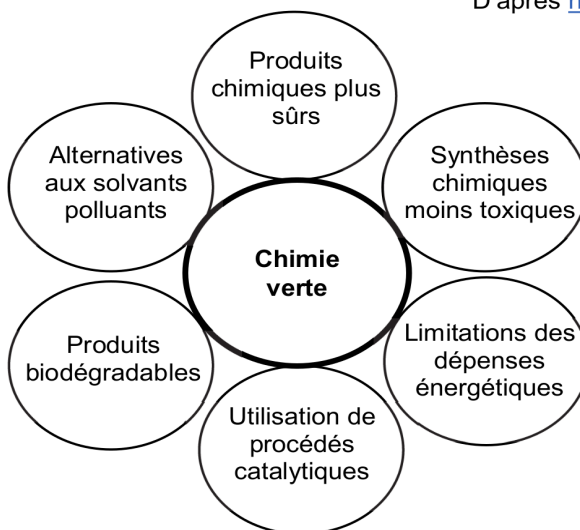 D'après
Produits
chimiques plus
sûrs
Alternatives
aux solvants
polluants
Synthèses
chimiques
moins toxiques
Chimie
verte
Produits
biodégradables
Limitations des
dépenses
énergétiques
Utilisation de
procédés
catalytiques